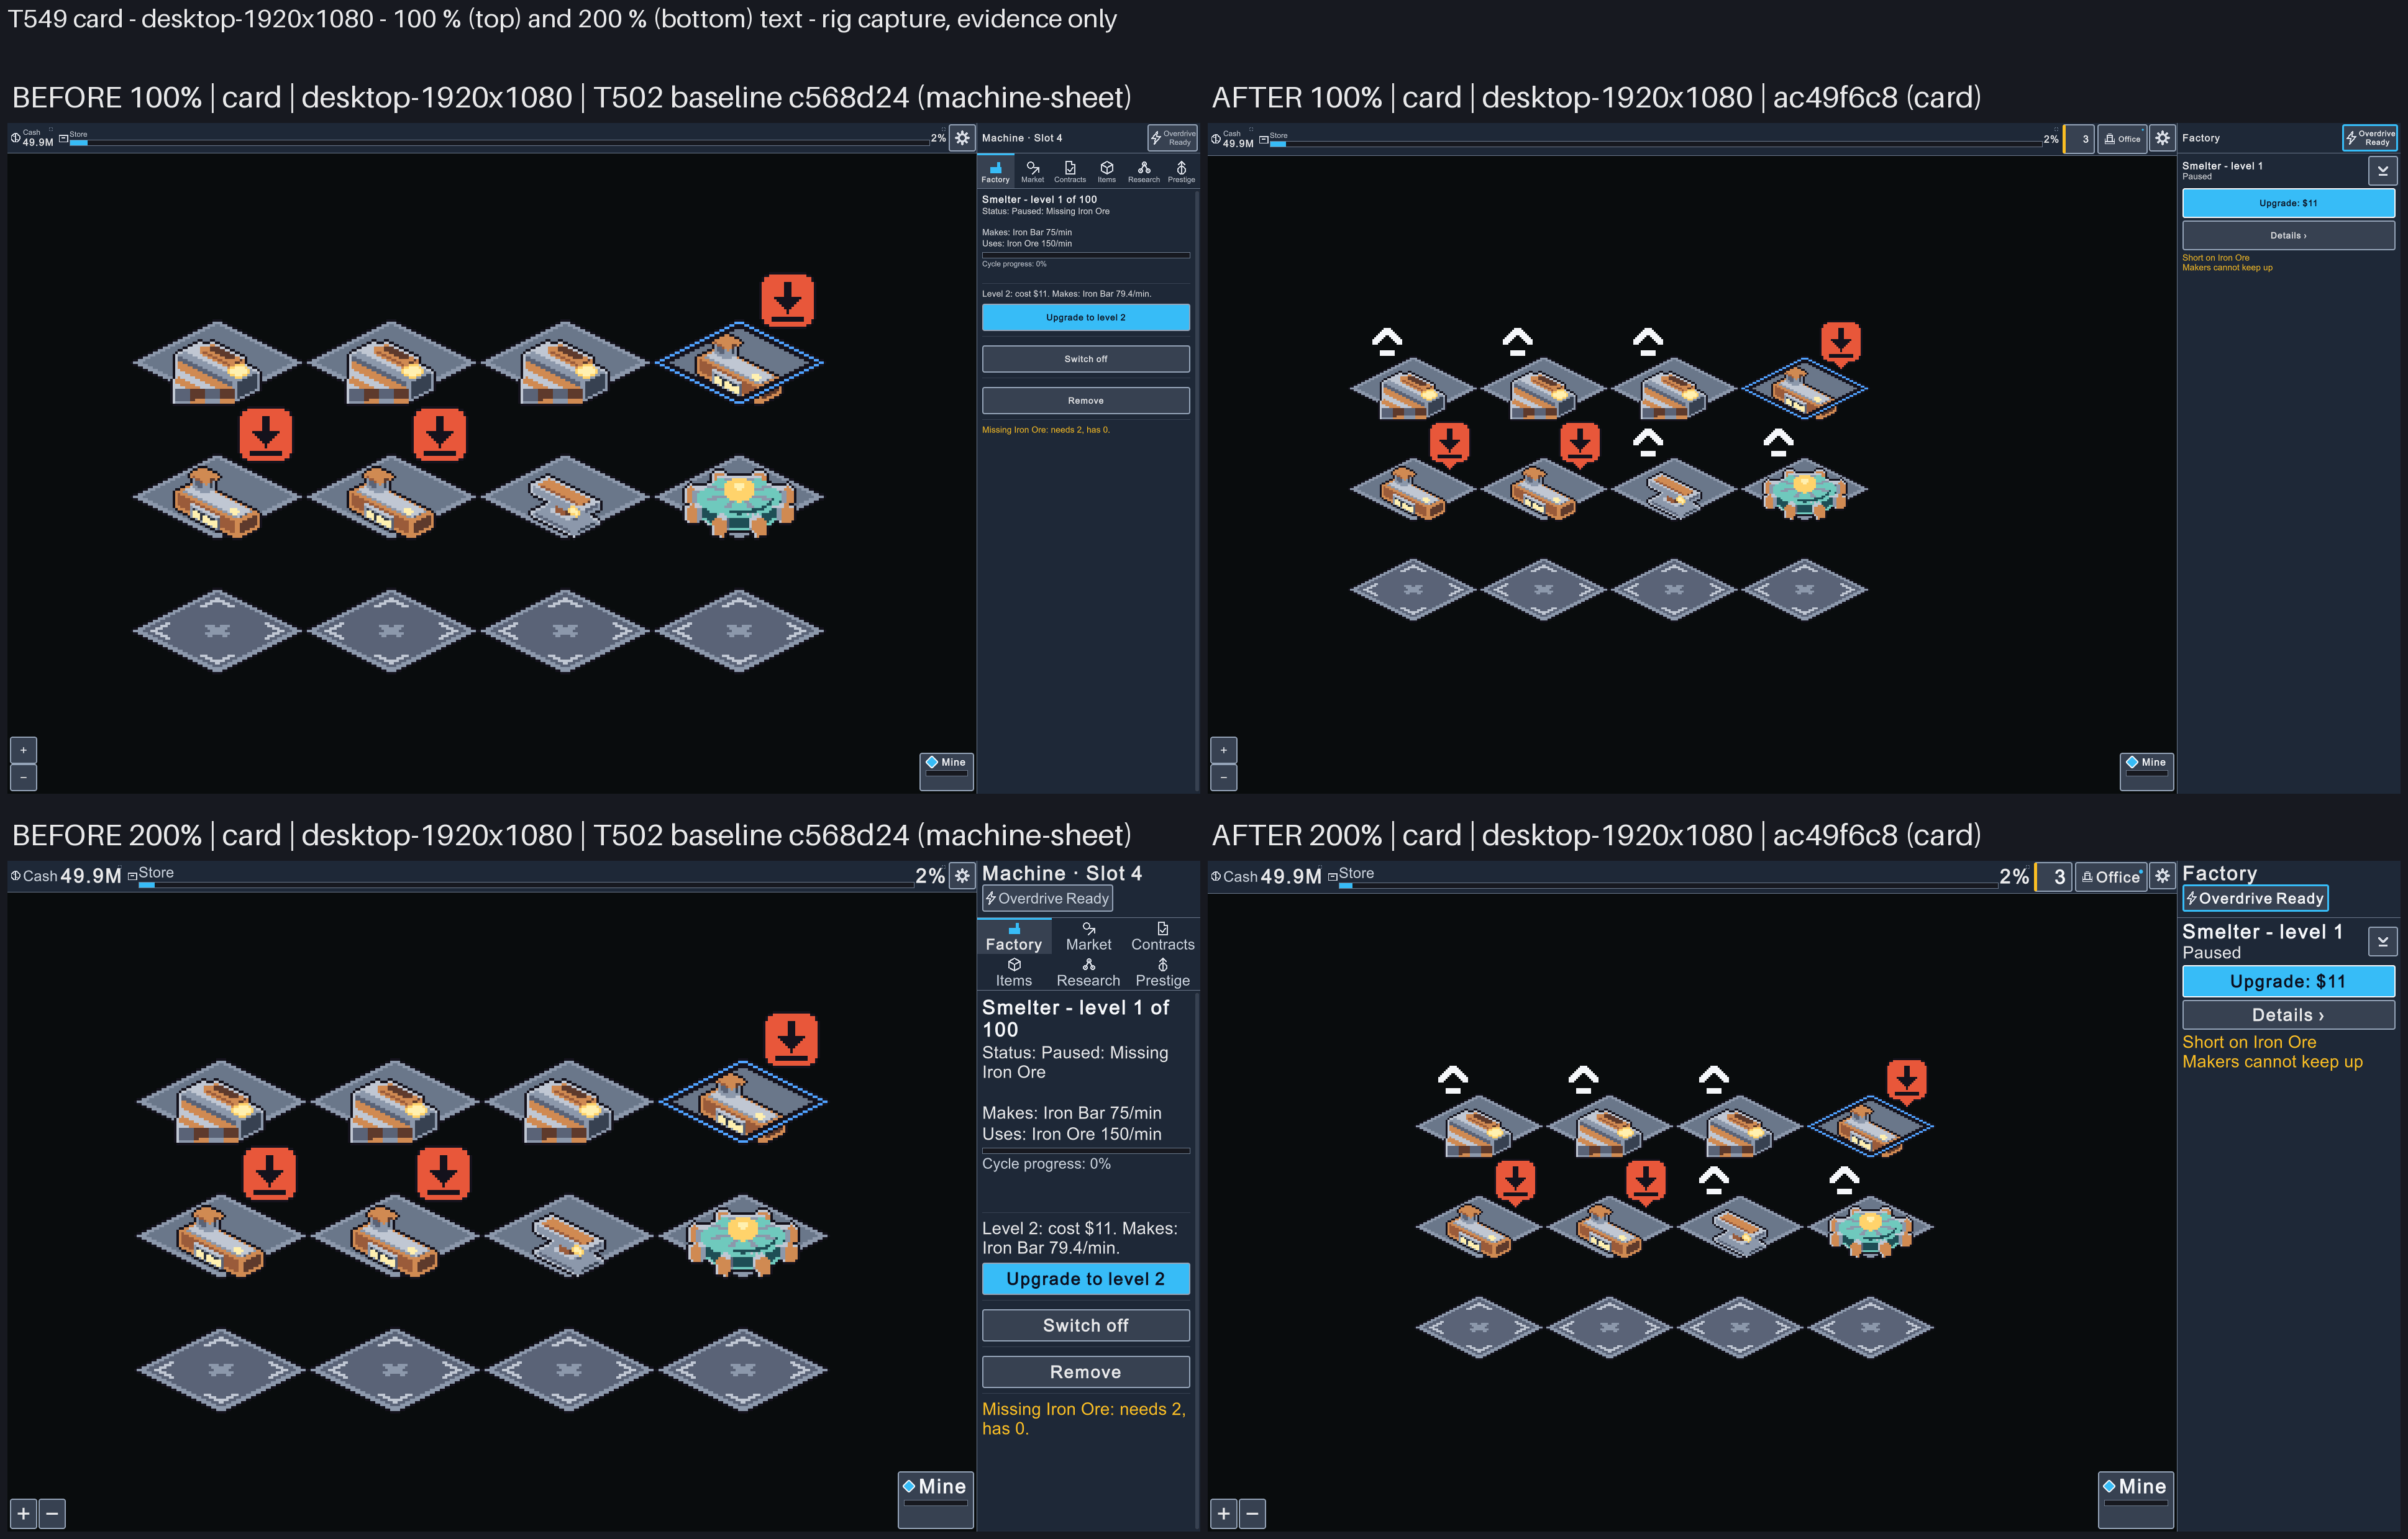 T549 card - desktop-1920x1080 - 100 % (top) and 200 % (bottom) text - rig capture, evidence only
BEFORE 100% | card | desktop-1920x1080 | T502 baseline c568d24 (machine-sheet)
Cash
49.9M
Store
2%
Machine · Slot 4
Overdrive
Ready
Factory
Market
Contracts
Items
Research
Prestige
Smelter - level 1 of 100
Status: Paused: Missing Iron Ore
Makes: Iron Bar 75/min
Uses: Iron Ore 150/min
Cycle progress: 0%
Level 2: cost $11. Makes: Iron Bar 79.4/min.
Upgrade to level 2
Switch off
Remove
Missing Iron Ore: needs 2, has 0.
+
−
Mine
AFTER 100% | card | desktop-1920x1080 | ac49f6c8 (card)
Cash
49.9M
Store
2%
3
Office
Factory
Overdrive
Ready
Smelter - level 1
Paused
Upgrade: $11
Details ›
Short on Iron Ore
Makers cannot keep up
+
−
Mine
BEFORE 200% | card | desktop-1920x1080 | T502 baseline c568d24 (machine-sheet)
Cash 49.9M
Store
2%
Machine · Slot 4
Overdrive Ready
Factory
Market
Contracts
Items
Research
Prestige
Smelter - level 1 of
100
Status: Paused: Missing
Iron Ore
Makes: Iron Bar 75/min
Uses: Iron Ore 150/min
Cycle progress: 0%
Level 2: cost $11. Makes:
Iron Bar 79.4/min.
Upgrade to level 2
Switch off
Remove
Missing Iron Ore: needs 2,
has 0.
+ −
Mine
AFTER 200% | card | desktop-1920x1080 | ac49f6c8 (card)
Cash 49.9M
Store
2%
3
Office
Factory
Overdrive Ready
Smelter - level 1
Paused
Upgrade: $11
Details ›
Short on Iron Ore
Makers cannot keep up
+ −
Mine